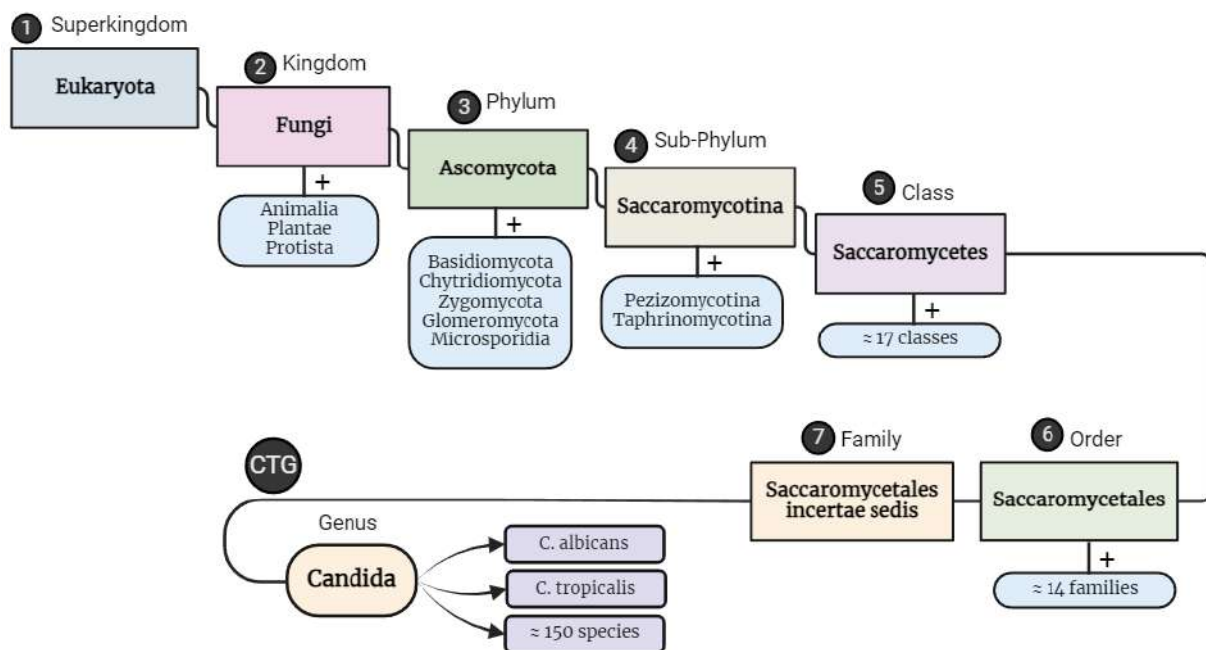 1 Superkingdom
Eukaryota
2 Kingdom
Fungi
+
Animalia
Plantae
Protista
3 Phylum
Ascomycota
+
Basidiomycota
Chytridiomycota
Zygomycota
Glomeromycota
Microsporidia
4 Sub-Phylum
Saccaromycotina
+
Pezizomycotina
Taphrinomycotina
5 Class
Saccaromycetes
+
≈ 17 classes
6 Order
Saccaromycetales
+
≈ 14 families
7 Family
Saccaromycetales
incertae sedis
CTG
Genus
Candida
C. albicans
C. tropicalis
≈ 150 species